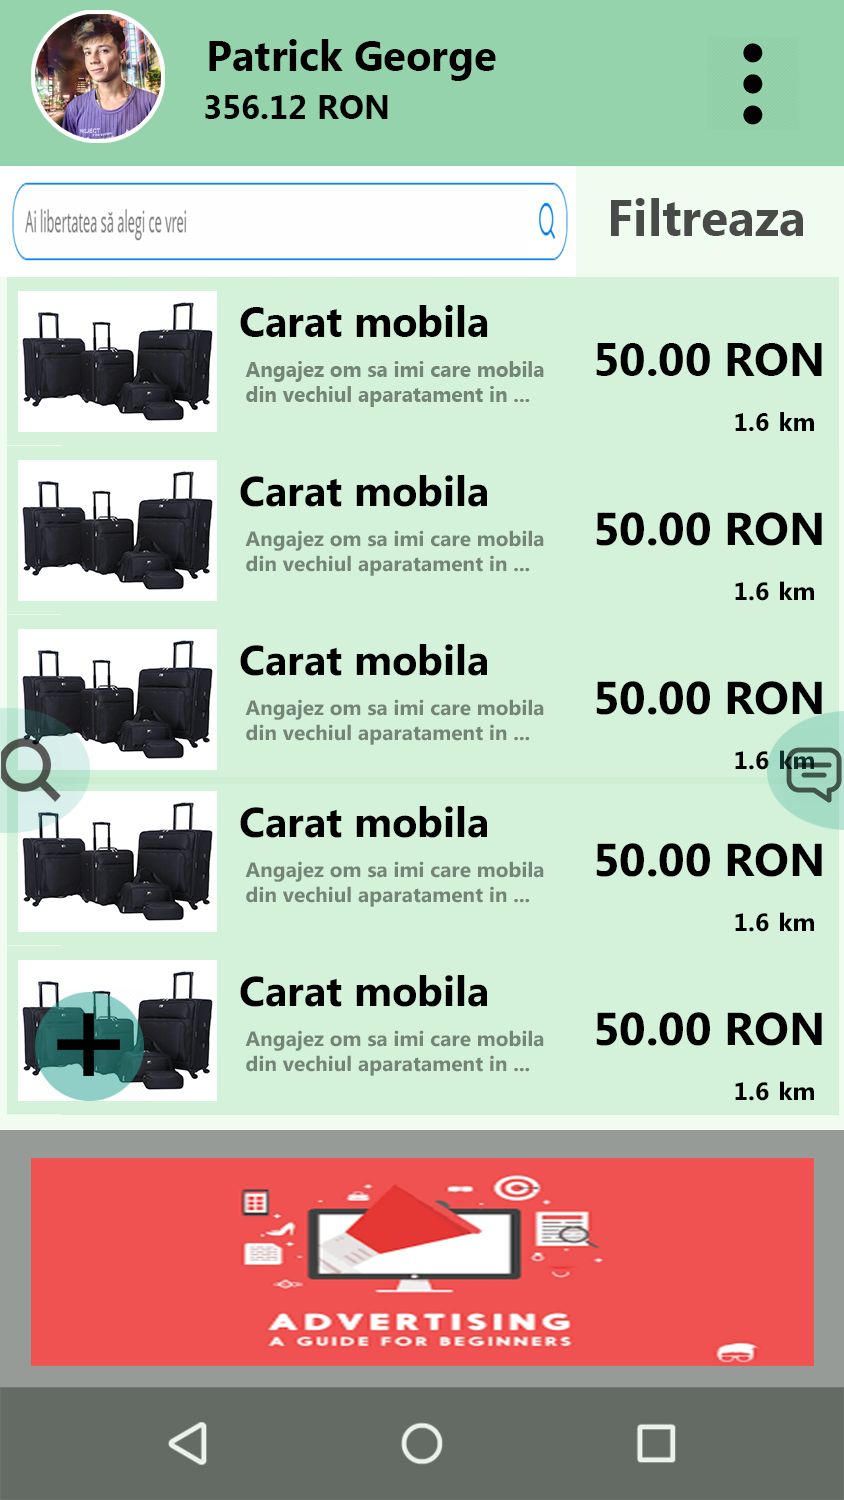 Patrick George
356.12 RON
Ai libertatea să alegi ce vrei
Filtreaza
Carat mobila
Angajez om sa imi care mobila
din vechiul aparatament in ...
50.00 RON
1.6 km
Carat mobila
Angajez om sa imi care mobila
din vechiul aparatament in ...
50.00 RON
1.6 km
Carat mobila
Angajez om sa imi care mobila
din vechiul aparatament in ...
50.00 RON
1.6 km
Carat mobila
Angajez om sa imi care mobila
din vechiul aparatament in ...
50.00 RON
1.6 km
Carat mobila
Angajez om sa imi care mobila
din vechiul aparatament in ...
50.00 RON
1.6 km
ADVERTISING
A GUIDE FOR BEGINNERS